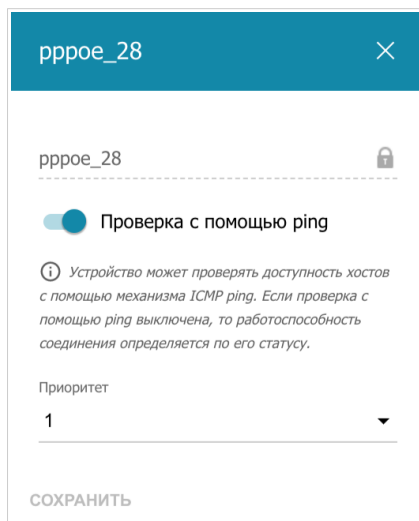 pppoe_28
pppoe_28
Проверка с помощью ping
Устройство может проверять доступность хостов
с помощью механизма ICMP ping. Если проверка с
помощью ping выключена, то работоспособность
соединения определяется по его статусу.
Приоритет
1
СОХРАНИТЬ